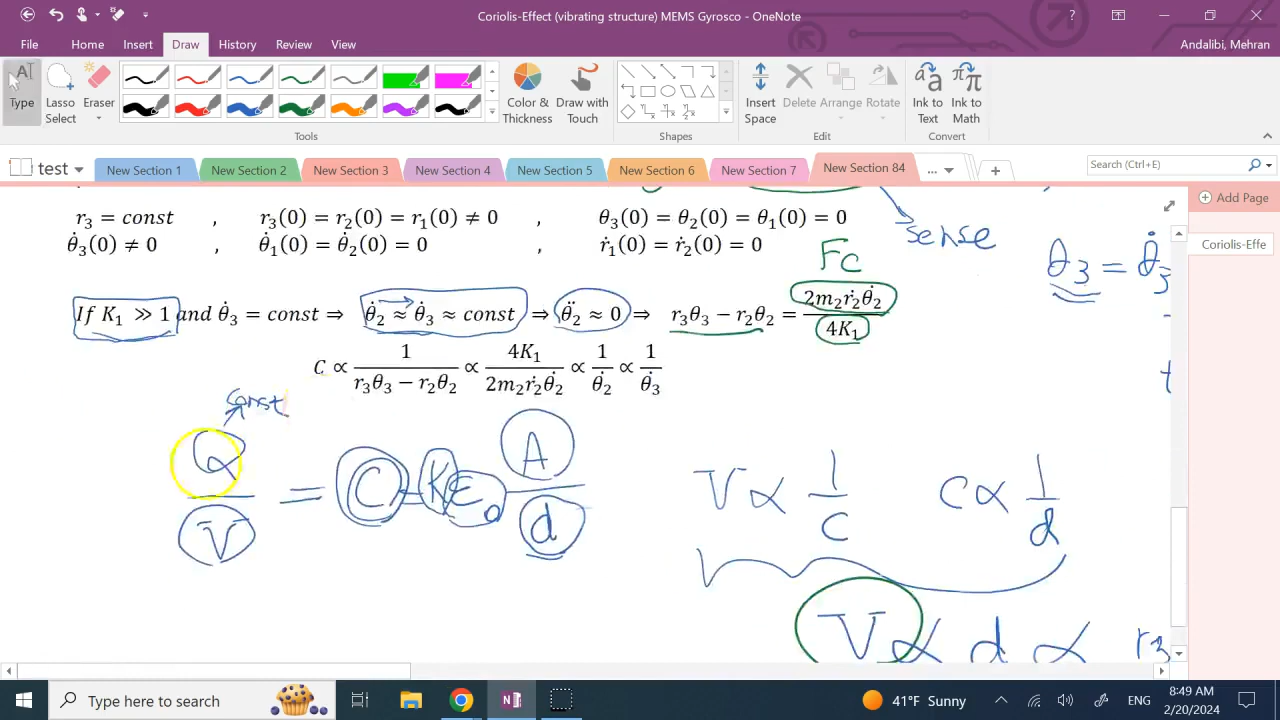 Coriolis-Effect (vibrating structure) MEMS Gyrosco - OneNote
File Home Insert Draw History Review View
Andalibi, Mehran
Type Lasso Select Eraser
Color & Thickness Draw with Touch
Insert Space Delete Arrange Rotate
Ink to Text Ink to Math
Tools Shapes Edit Convert
test New Section 1 New Section 2 New Section 3 New Section 4 New Section 5 New Section 6 New Section 7 New Section 84 ...
Search (Ctrl+E)
Add Page
Coriolis-Effe
r₃ = const , r₃(0) = r₂(0) = r₁(0) ≠ 0 , θ₃(0) = θ₂(0) = θ₁(0) = 0
θ̇₃(0) ≠ 0 , θ̇₁(0) = θ̇₂(0) = 0 , ṙ₁(0) = ṙ₂(0) = 0
sense
θ₃ = θ̇₃
Fc
If K₁ ≫ 1 and θ̇₃ = const ⇒ θ̇₂ ≈ θ̇₃ ≈ const ⇒ θ̈₂ ≈ 0 ⇒ r₃θ₃ − r₂θ₂ = 2m₂ṙ₂θ̇₂ / 4K₁
t
C ∝ 1 / (r₃θ₃ − r₂θ₂) ∝ 4K₁ / 2m₂ṙ₂θ̇₂ ∝ 1 / θ̇₂ ∝ 1 / θ̇₃
const
Q / V = C = K ε₀ A / d
V ∝ 1 / C C ∝ 1 / d
V ∝ d ∝ r₃
Type here to search
41°F Sunny
ENG
8:49 AM
2/20/2024